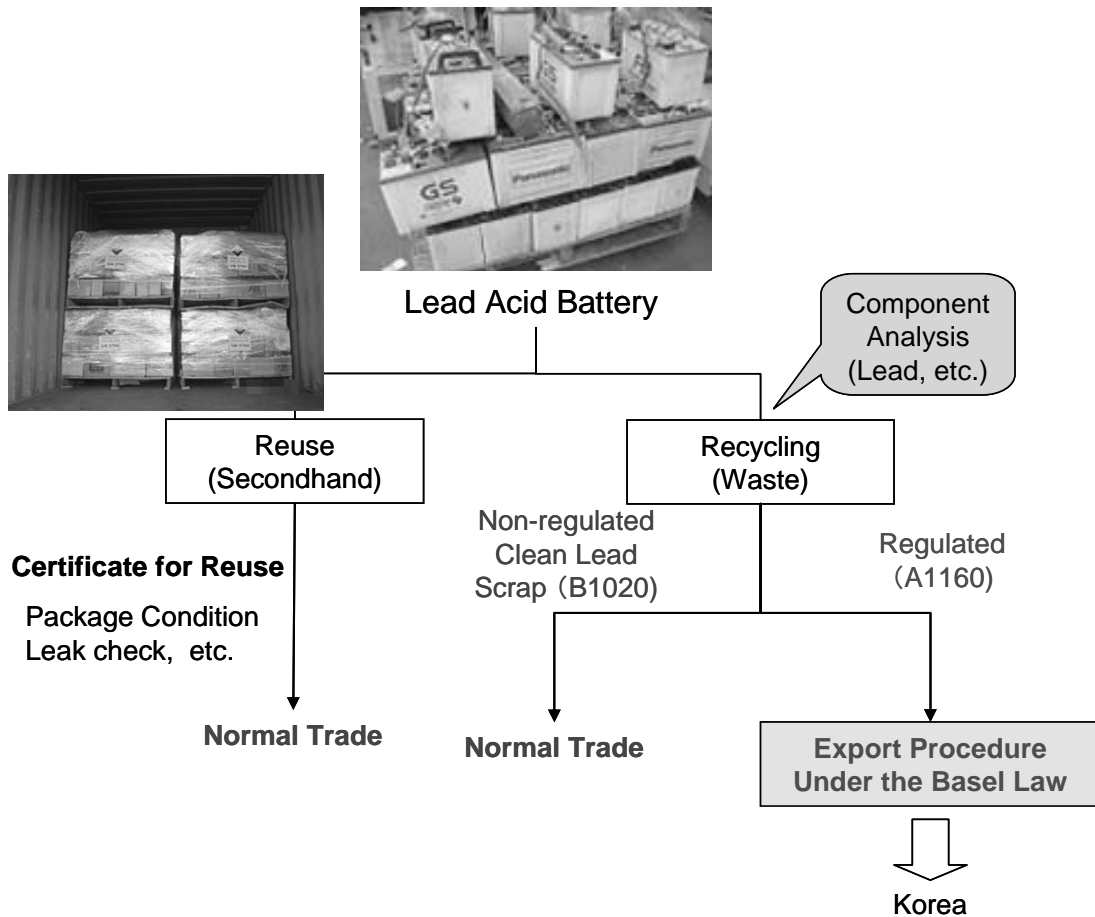 GS
Panasonic
Panasonic
Lead Acid Battery
Component
Analysis
(Lead, etc.)
Reuse
(Secondhand)
Recycling
(Waste)
Certificate for Reuse
Package Condition
Leak check, etc.
Non-regulated
Clean Lead
Scrap (B1020)
Regulated
(A1160)
Normal Trade
Normal Trade
Export Procedure
Under the Basel Law
Korea